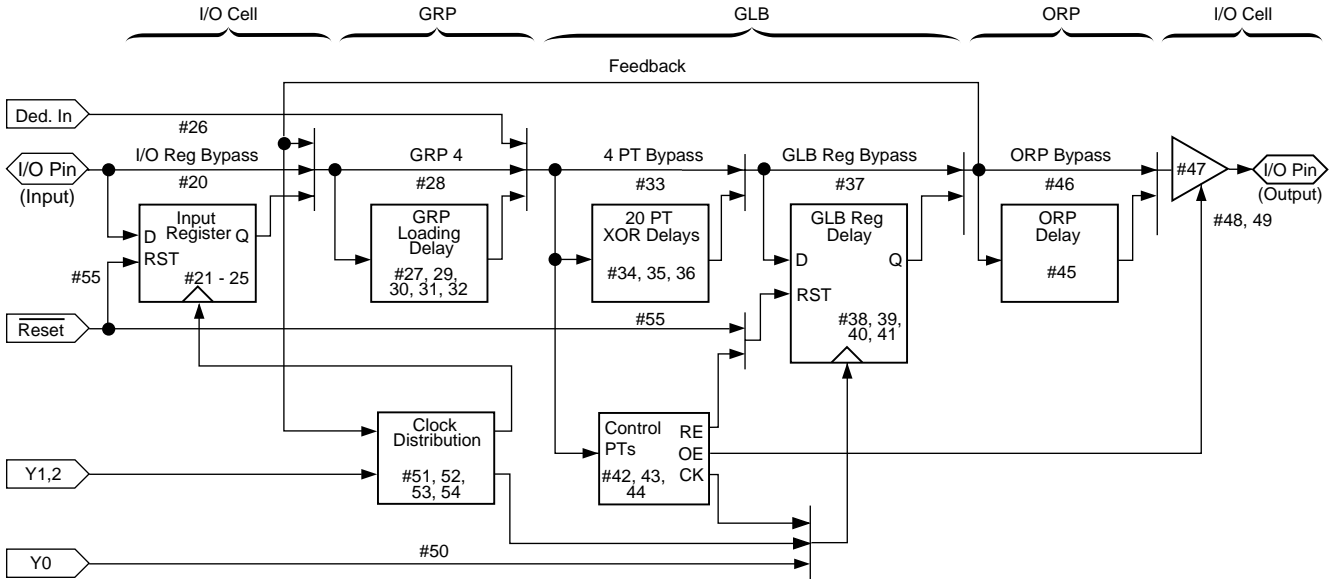 I/O Cell
GRP
GLB
ORP
I/O Cell
Feedback
Ded. In
#26
I/O Pin
(Input)
I/O Reg Bypass
#20
GRP 4
#28
4 PT Bypass
#33
GLB Reg Bypass
#37
ORP Bypass
#46
#47
I/O Pin
(Output)
#48, 49
Input
Register
D
Q
RST
#21 - 25
#55
GRP
Loading
Delay
#27, 29,
30, 31, 32
20 PT
XOR Delays
#34, 35, 36
GLB Reg
Delay
D
Q
RST
#38, 39,
40, 41
ORP
Delay
#45
Reset
#55
Clock
Distribution
#51, 52,
53, 54
Control
PTs
RE
OE
CK
#42, 43,
44
Y1,2
Y0
#50